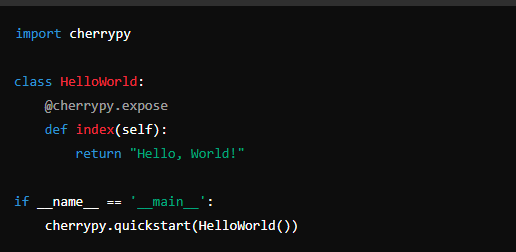 import cherrypy

class HelloWorld:
    @cherrypy.expose
    def index(self):
        return "Hello, World!"

if __name__ == '__main__':
    cherrypy.quickstart(HelloWorld())